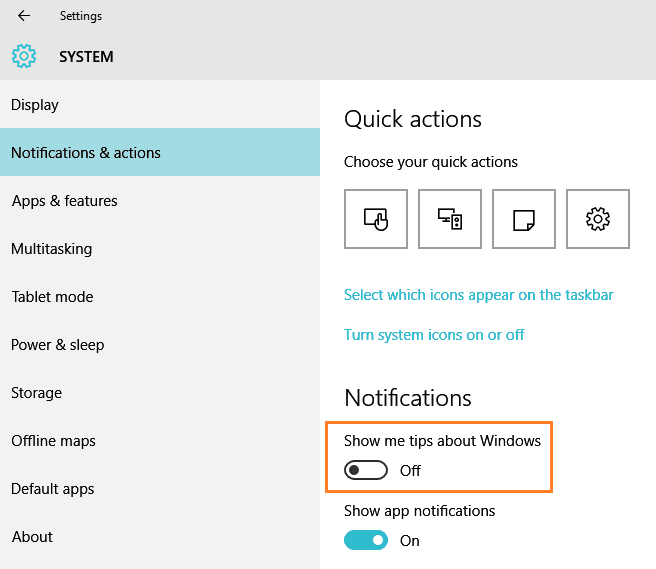 Settings
SYSTEM
Display
Notifications & actions
Apps & features
Multitasking
Tablet mode
Power & sleep
Storage
Offline maps
Default apps
About
Quick actions
Choose your quick actions
Select which icons appear on the taskbar
Turn system icons on or off
Notifications
Show me tips about Windows
Off
Show app notifications
On